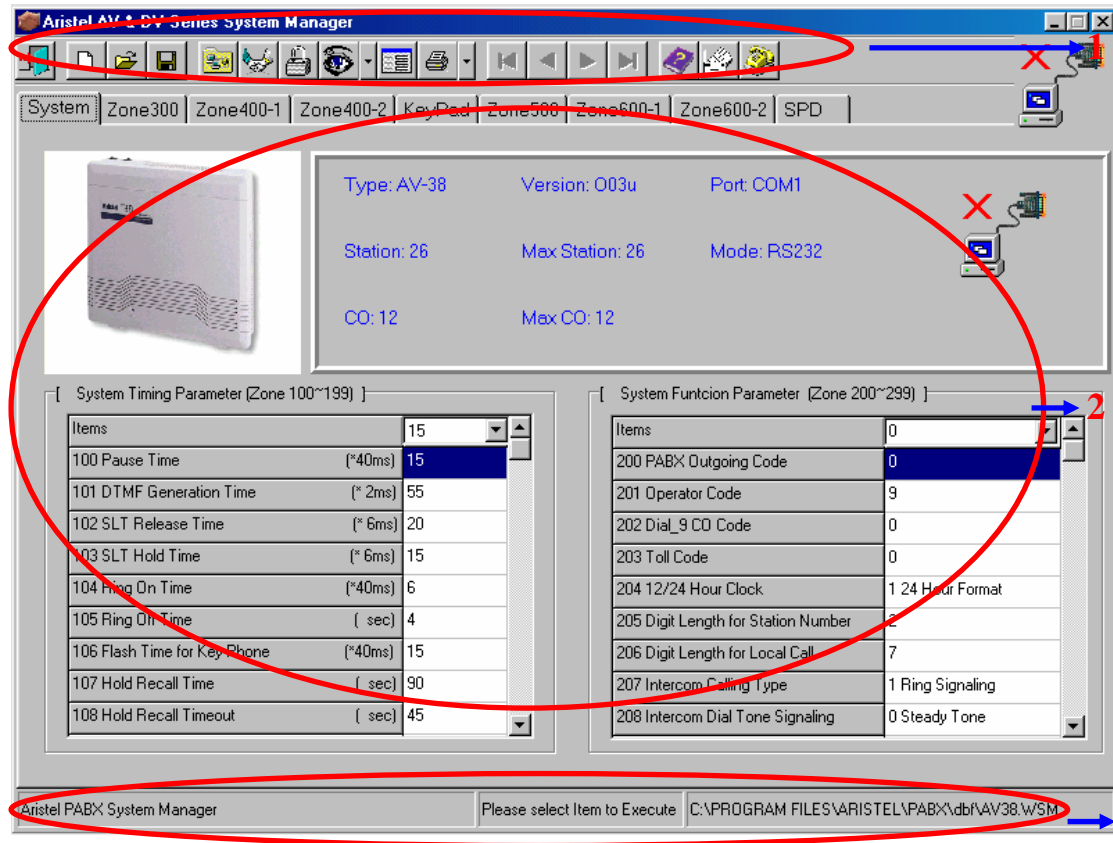 Aristel AV & DV Series System Manager
1
System Zone300 Zone400-1 Zone400-2 KeyPad Zone500 Zone600-1 Zone600-2 SPD
Type: AV-38 Version: O03u Port: COM1
Station: 26 Max Station: 26 Mode: RS232
CO: 12 Max CO: 12
[ System Timing Parameter (Zone 100~199) ]
Items 15
100 Pause Time (*40ms) 15
101 DTMF Generation Time (* 2ms) 55
102 SLT Release Time (* 6ms) 20
103 SLT Hold Time (* 6ms) 15
104 Ring On Time (*40ms) 6
105 Ring Off Time ( sec) 4
106 Flash Time for Key Phone (*40ms) 15
107 Hold Recall Time ( sec) 90
108 Hold Recall Timeout ( sec) 45
[ System Funtcion Parameter (Zone 200~299) ]
2
Items 0
200 PABX Outgoing Code 0
201 Operator Code 9
202 Dial_9 CO Code 0
203 Toll Code 0
204 12/24 Hour Clock 1 24 Hour Format
205 Digit Length for Station Number 2
206 Digit Length for Local Call 7
207 Intercom Calling Type 1 Ring Signaling
208 Intercom Dial Tone Signaling 0 Steady Tone
Aristel PABX System Manager Please select Item to Execute C:\PROGRAM FILES\ARISTEL\PABX\dbf\AV38.WSM